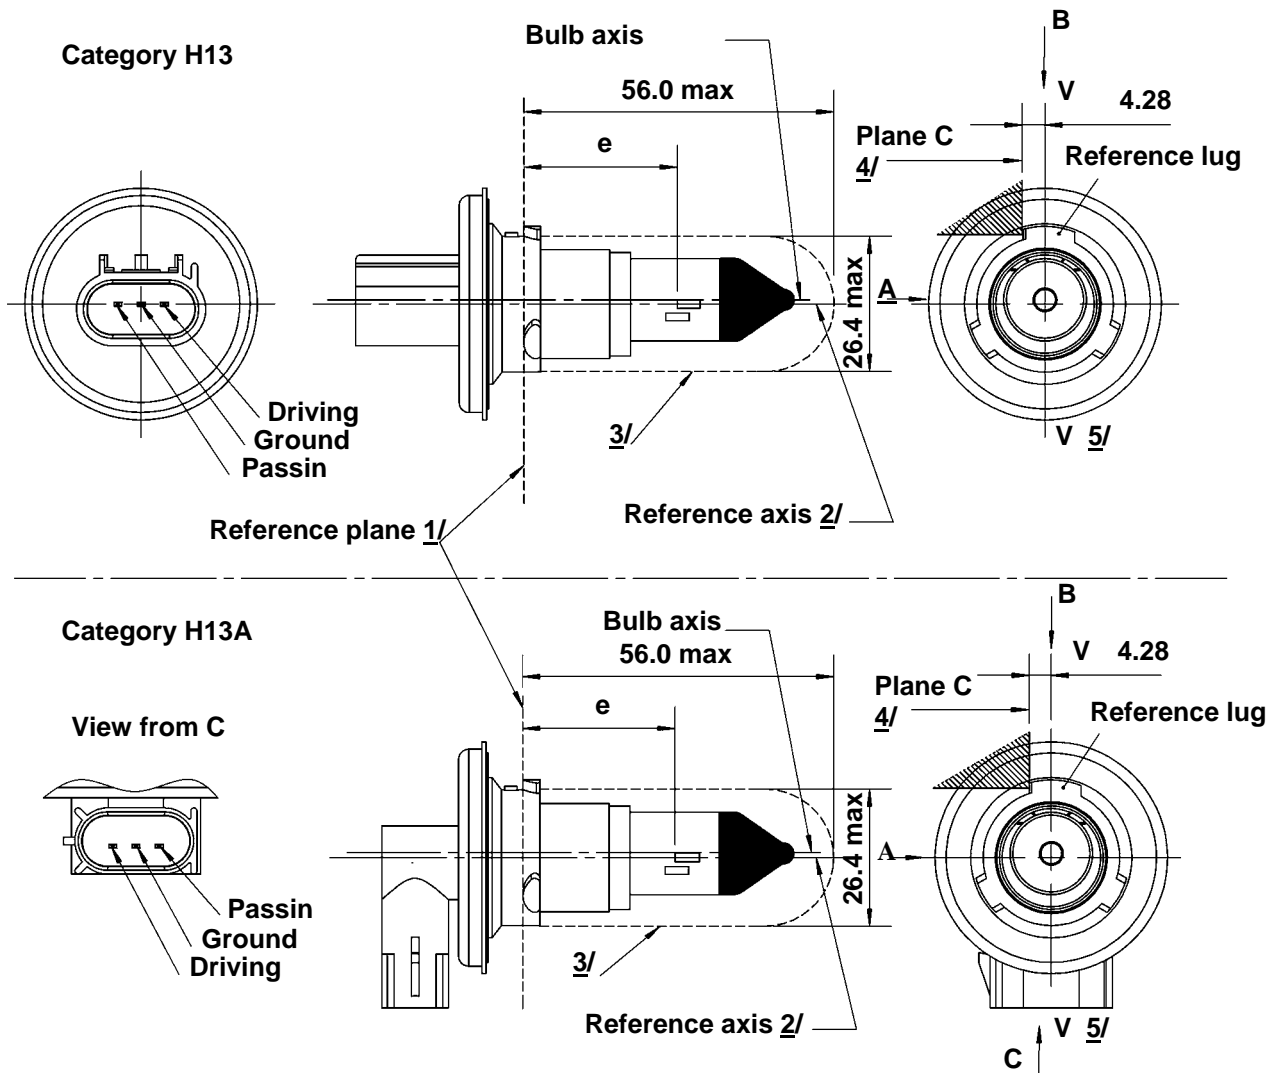 Category H13
Bulb axis
B
56.0 max
V
4.28
e
Plane C
4/
Reference lug
26.4 max
A
Driving
Ground
Passin
3/
V 5/
Reference axis 2/
Reference plane 1/
Category H13A
Bulb axis
B
56.0 max
V
4.28
e
Plane C
4/
View from C
Reference lug
26.4 max
A
Passin
Ground
Driving
3/
Reference axis 2/
V 5/
C